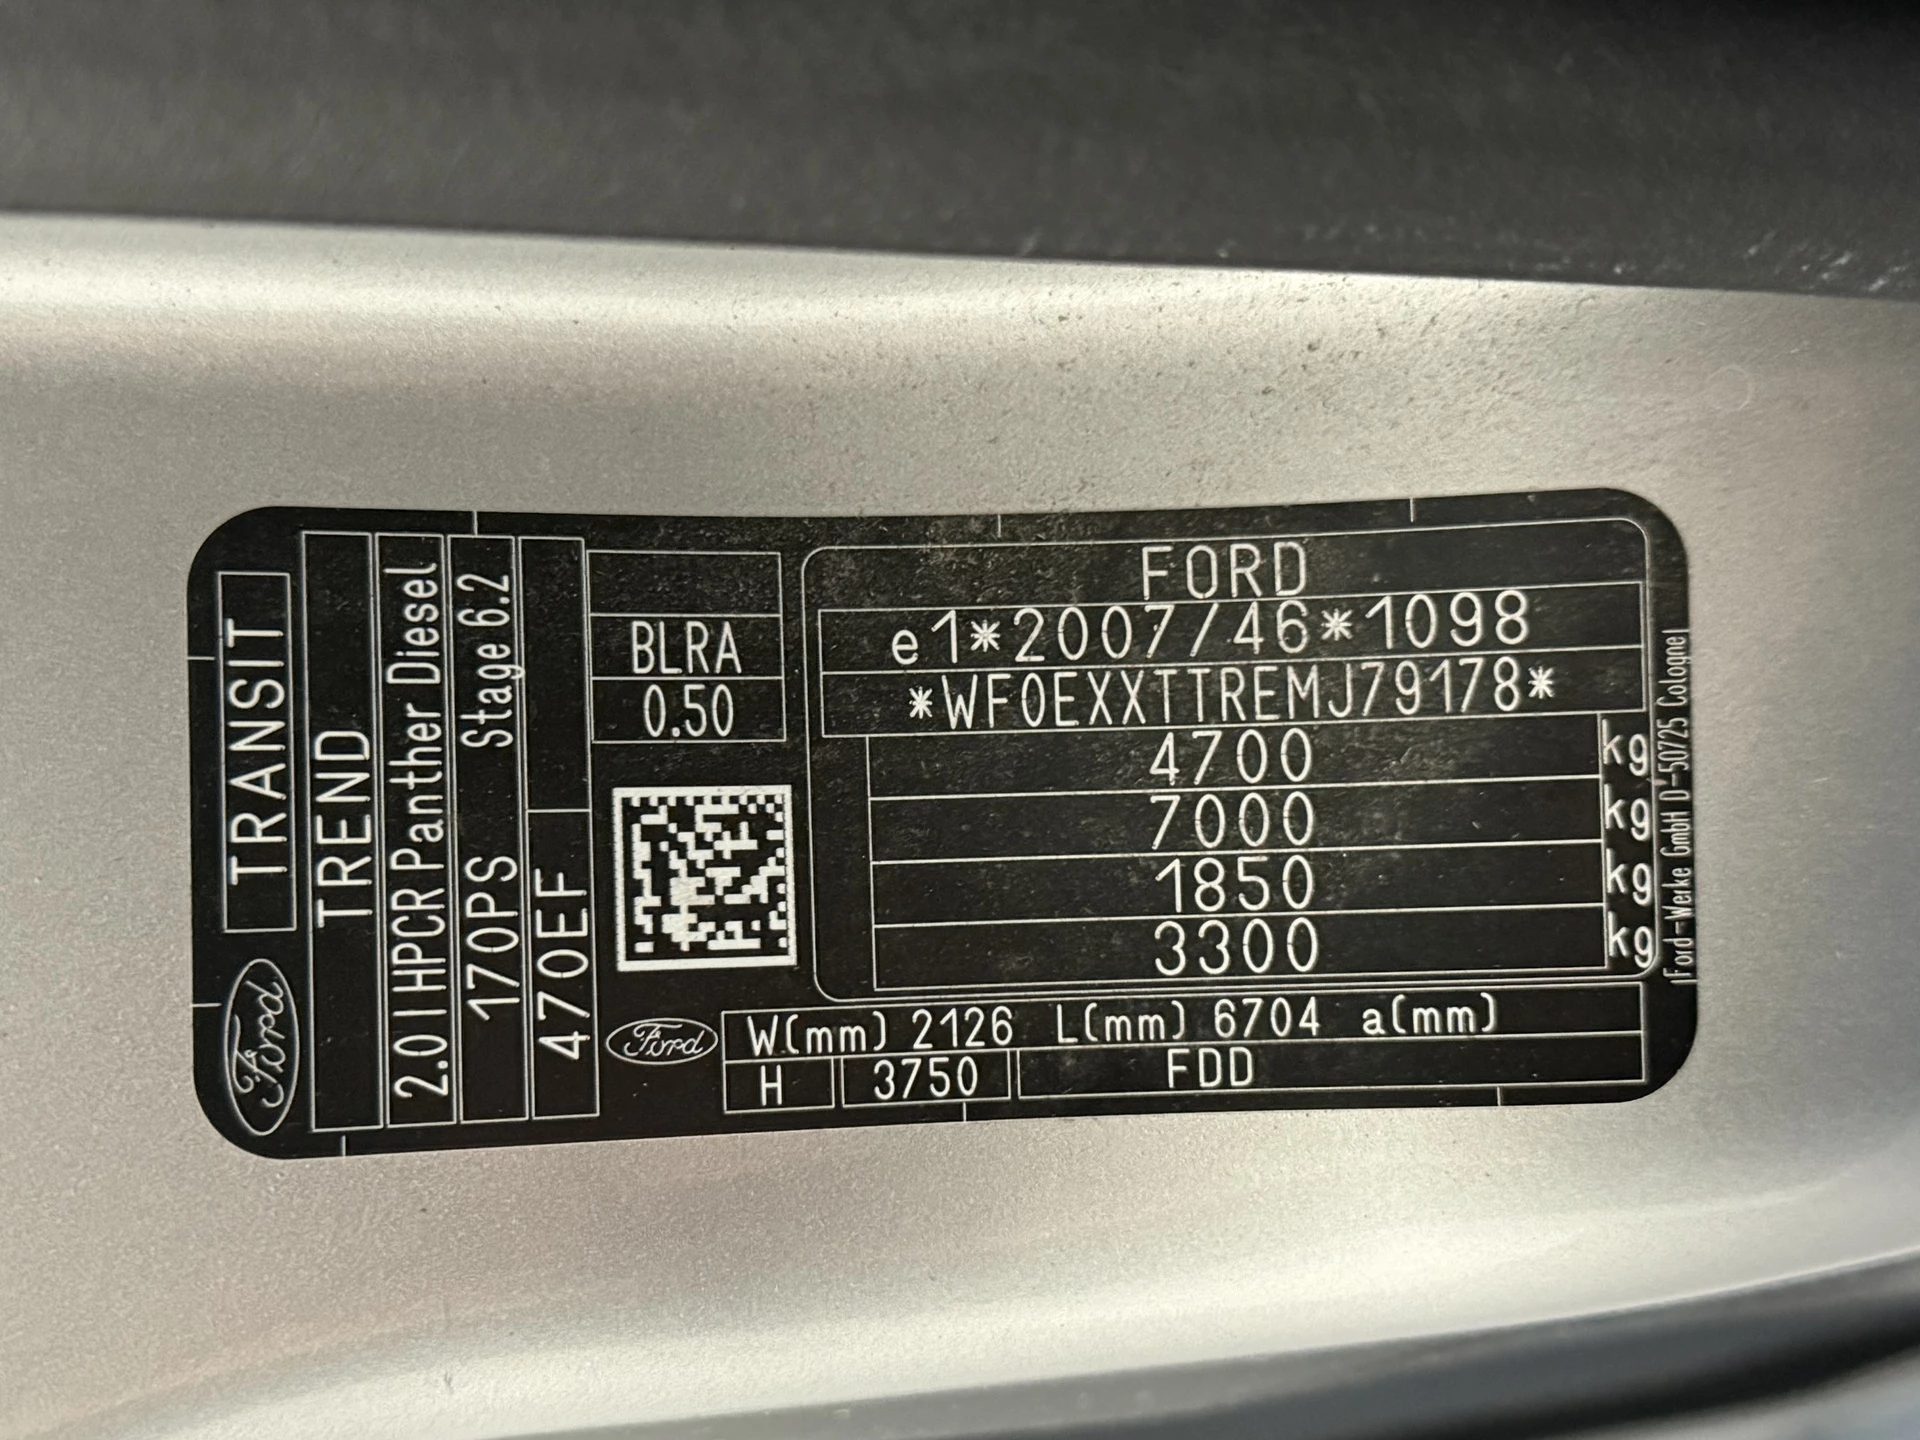 Ford
TRANSIT
TREND
2.0 l HPCR Panther Diesel
170PS Stage 6.2
470EF
BLRA
0.50
FORD
e1*2007/46*1098
*WF0EXXTTREMJ79178*
4700 kg
7000 kg
1850 kg
3300 kg
Ford
W(mm) 2126 L(mm) 6704 a(mm)
H 3750 FDD
Ford-Werke GmbH D-50725 Cologne